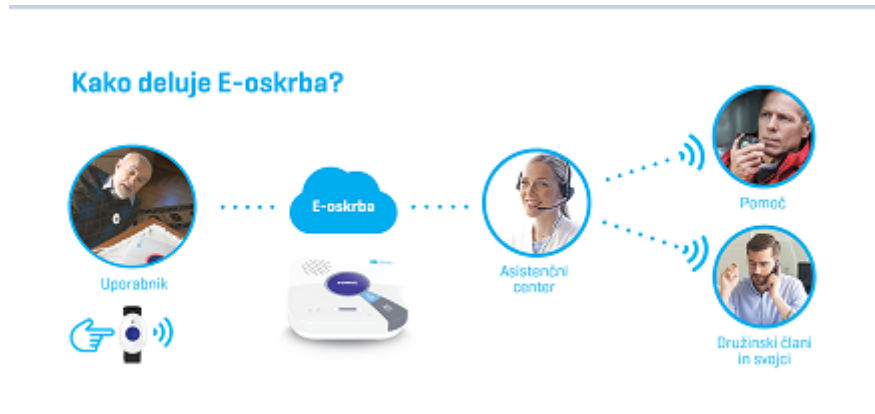 Kako deluje E-oskrba?
E-oskrba
Uporabnik
Asistenčni
center
Pomoč
Družinski člani
in svojci